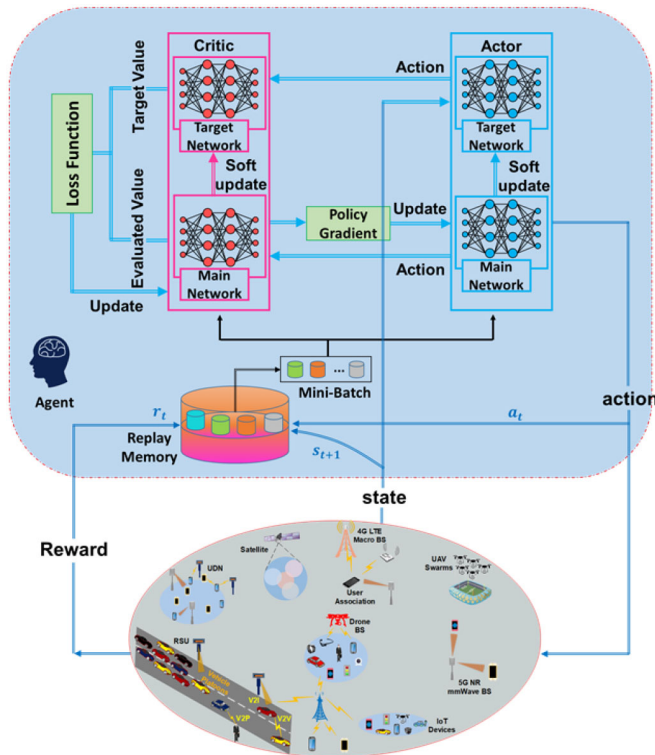 Critic
Actor
Target Value
Action
Target
Network
Target
Network
Loss Function
Soft
update
Soft
update
Evaluated Value
Policy
Gradient
Update
Main
Network
Action
Main
Network
Update
Agent
Mini-Batch
...
action
r_t
a_t
Replay
Memory
s_{t+1}
state
Reward
4G LTE
Macro BS
Satellite
UAV
Swarms
UDN
User
Association
Drone
BS
RSU
5G NR
mmWave BS
V2I
V2P
V2V
IoT
Devices